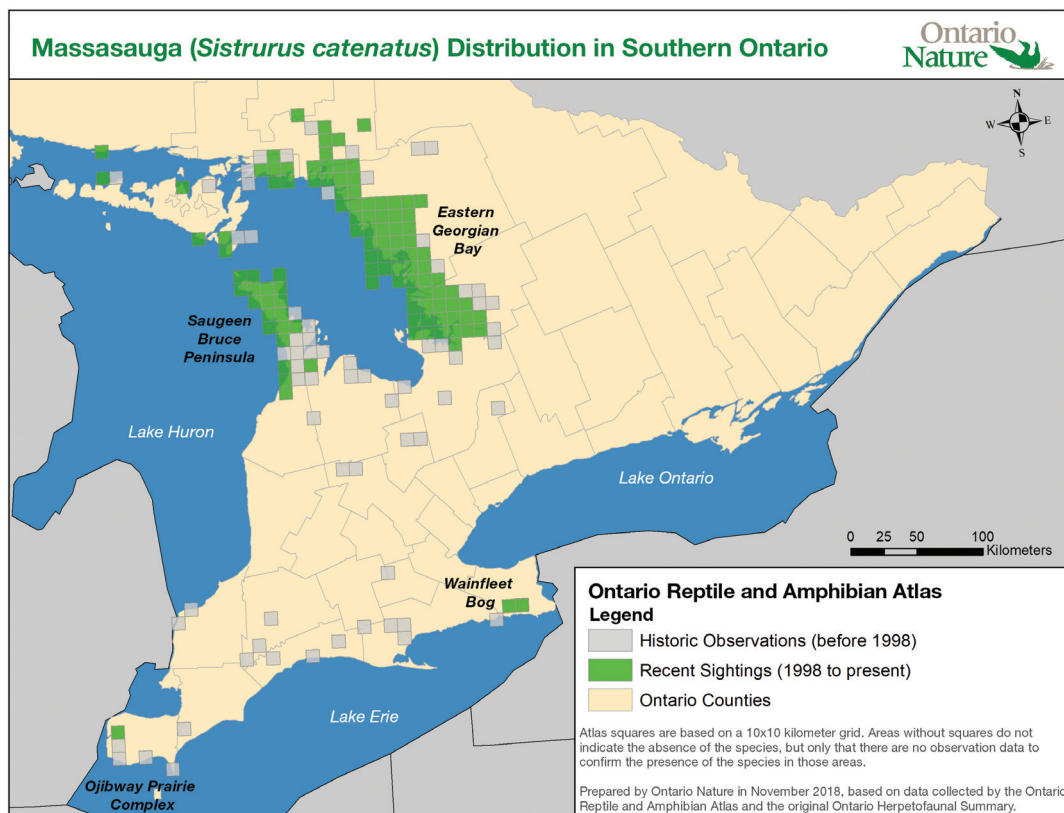 Massasauga (Sistrurus catenatus) Distribution in Southern Ontario
Ontario
Nature
N
W E
S
Eastern
Georgian
Bay
Saugeen
Bruce
Peninsula
Lake Huron
Lake Ontario
0 25 50 100
Kilometers
Wainfleet
Bog
Lake Erie
Ojibway Prairie
Complex
Ontario Reptile and Amphibian Atlas
Legend
Historic Observations (before 1998)
Recent Sightings (1998 to present)
Ontario Counties
Atlas squares are based on a 10x10 kilometer grid. Areas without squares do not
indicate the absence of the species, but only that there are no observation data to
confirm the presence of the species in those areas.
Prepared by Ontario Nature in November 2018, based on data collected by the Ontario
Reptile and Amphibian Atlas and the original Ontario Herpetofaunal Summary.